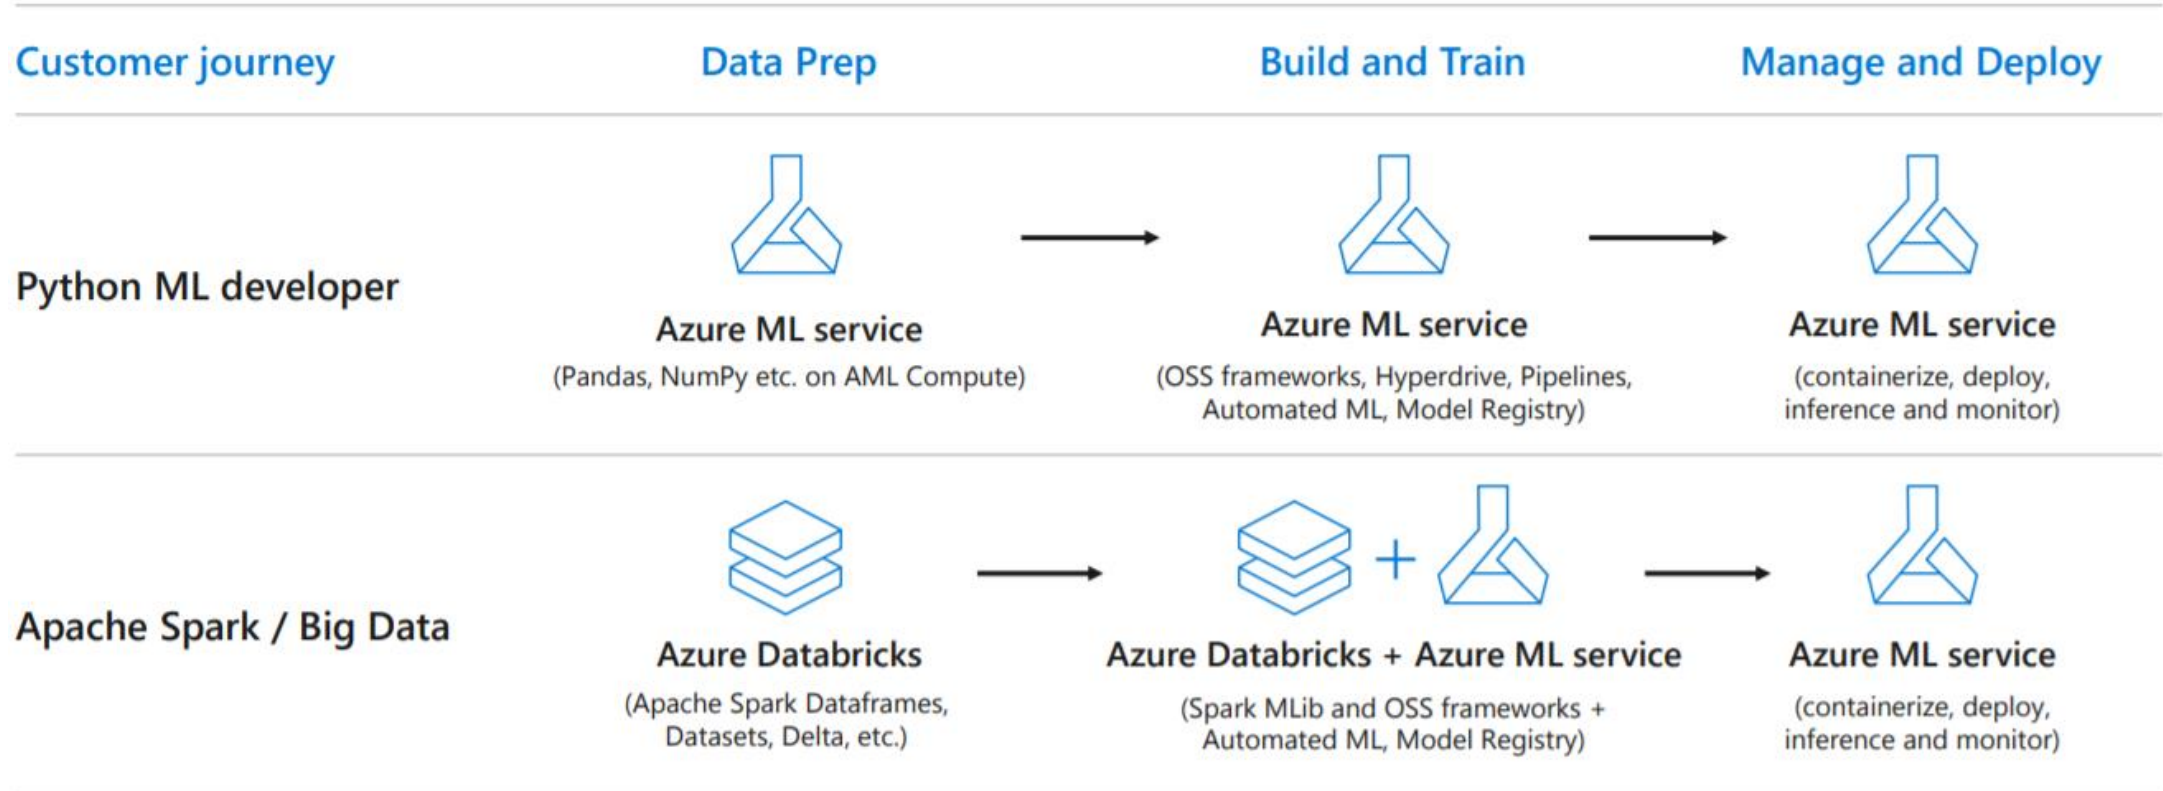 Customer journey
Data Prep
Build and Train
Manage and Deploy
Python ML developer
Azure ML service
(Pandas, NumPy etc. on AML Compute)
Azure ML service
(OSS frameworks, Hyperdrive, Pipelines,
Automated ML, Model Registry)
Azure ML service
(containerize, deploy,
inference and monitor)
Apache Spark / Big Data
Azure Databricks
(Apache Spark Dataframes,
Datasets, Delta, etc.)
+
Azure Databricks + Azure ML service
(Spark MLib and OSS frameworks +
Automated ML, Model Registry)
Azure ML service
(containerize, deploy,
inference and monitor)